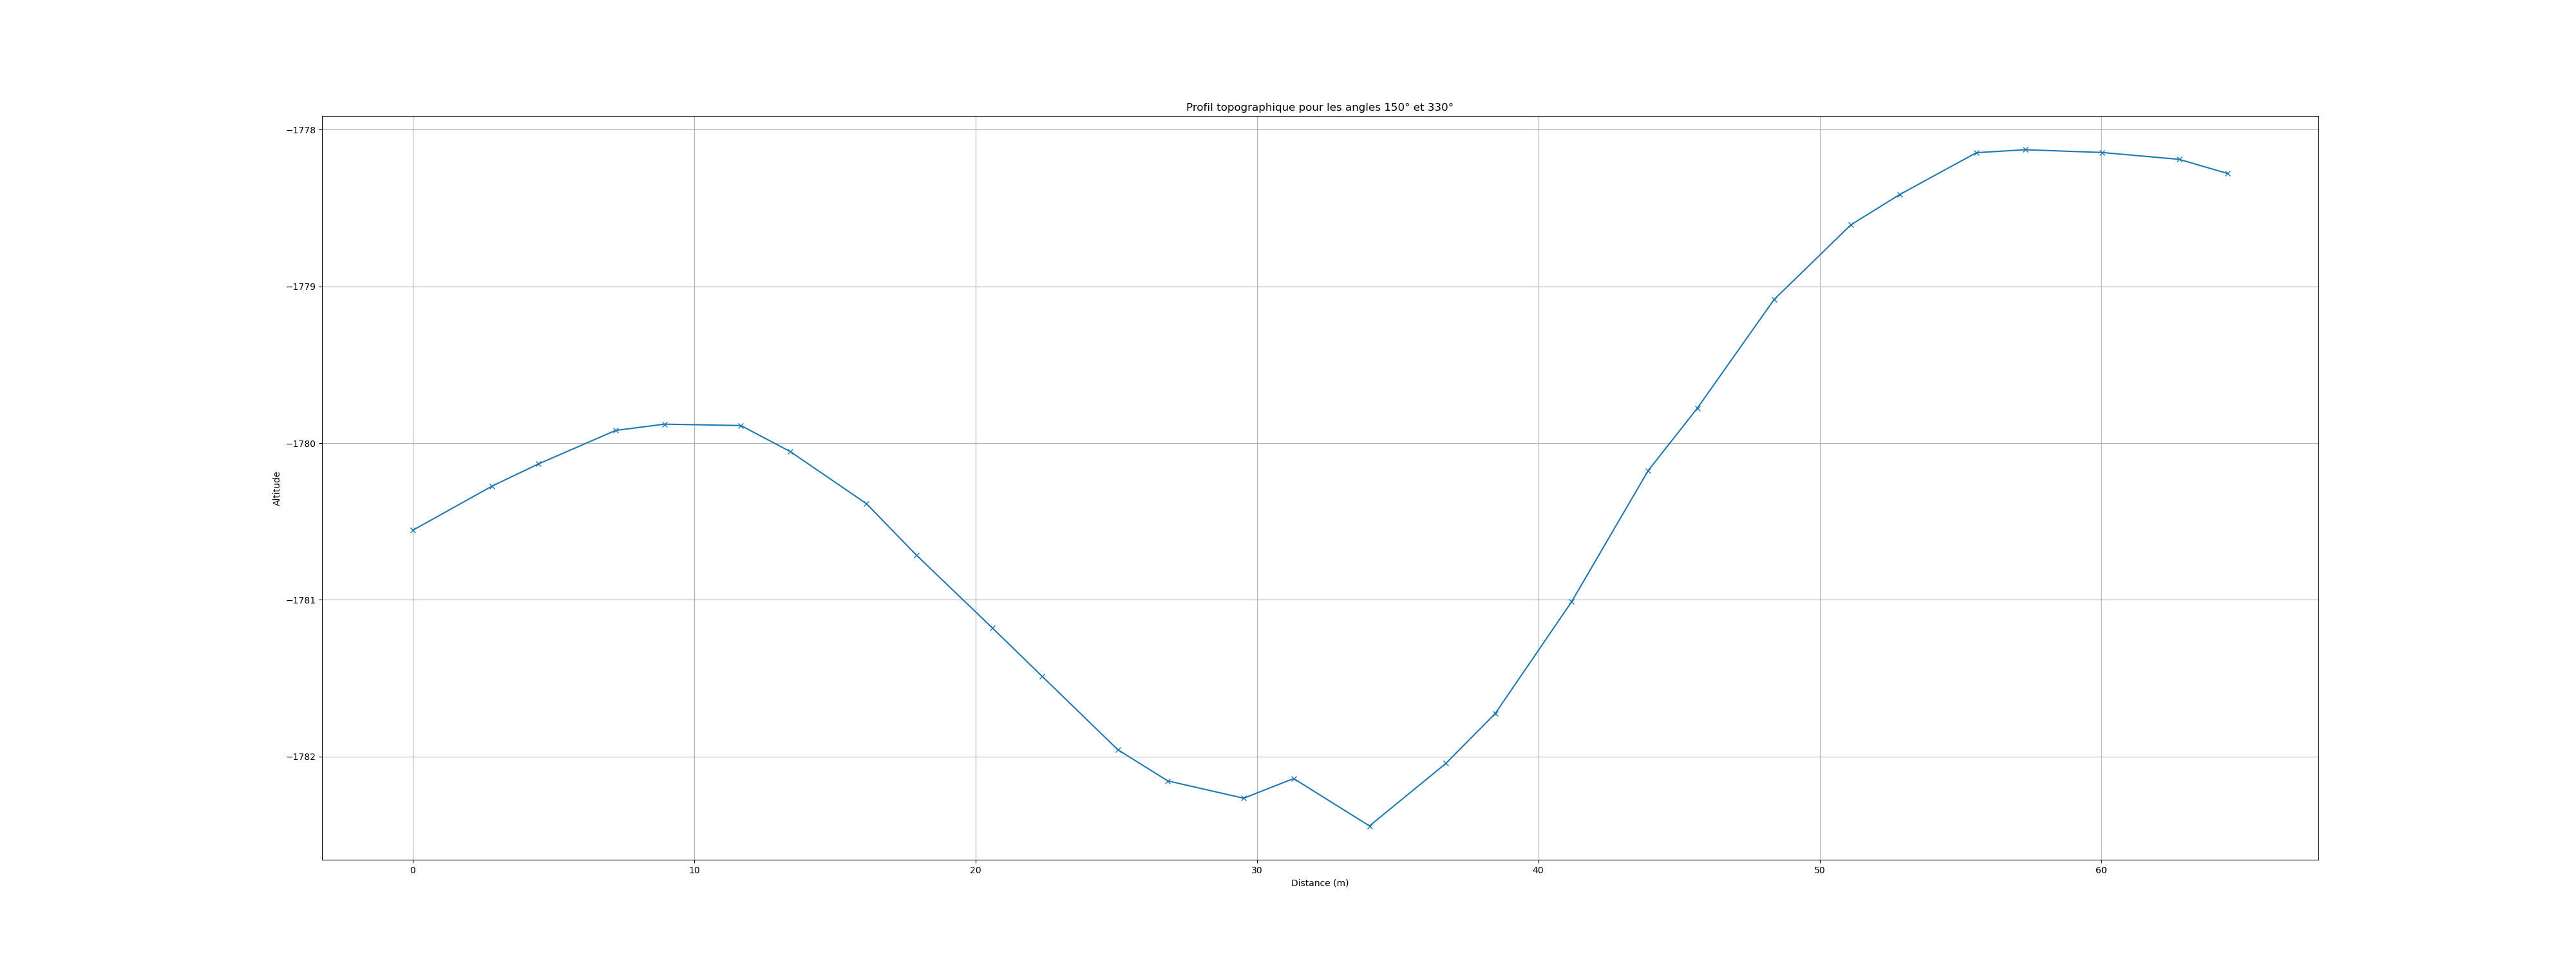 Profil topographique pour les angles 150° et 330°
−1778
−1779
−1780
−1781
−1782
Altitude
0 10 20 30 40 50 60
Distance (m)